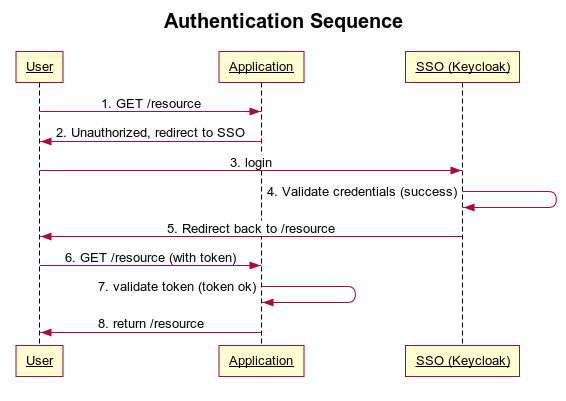 Authentication Sequence
User
Application
SSO (Keycloak)
1. GET /resource
2. Unauthorized, redirect to SSO
3. login
4. Validate credentials (success)
5. Redirect back to /resource
6. GET /resource (with token)
7. validate token (token ok)
8. return /resource
User
Application
SSO (Keycloak)